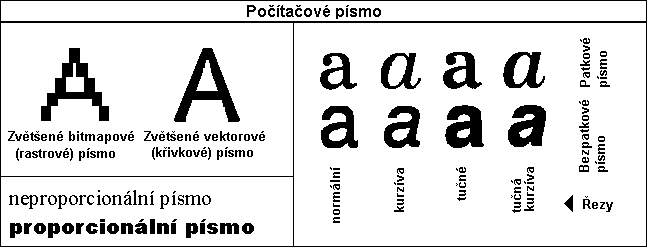 Počítačové písmo
A A
Zvětšené bitmapové
(rastrové) písmo
Zvětšené vektorové
(křivkové) písmo
neproporcionální písmo
proporcionální písmo
a a a a
Patkové
písmo
a a a a
Bezpatkové
písmo
normální
kurzíva
tučné
tučná
kurzíva
Řezy